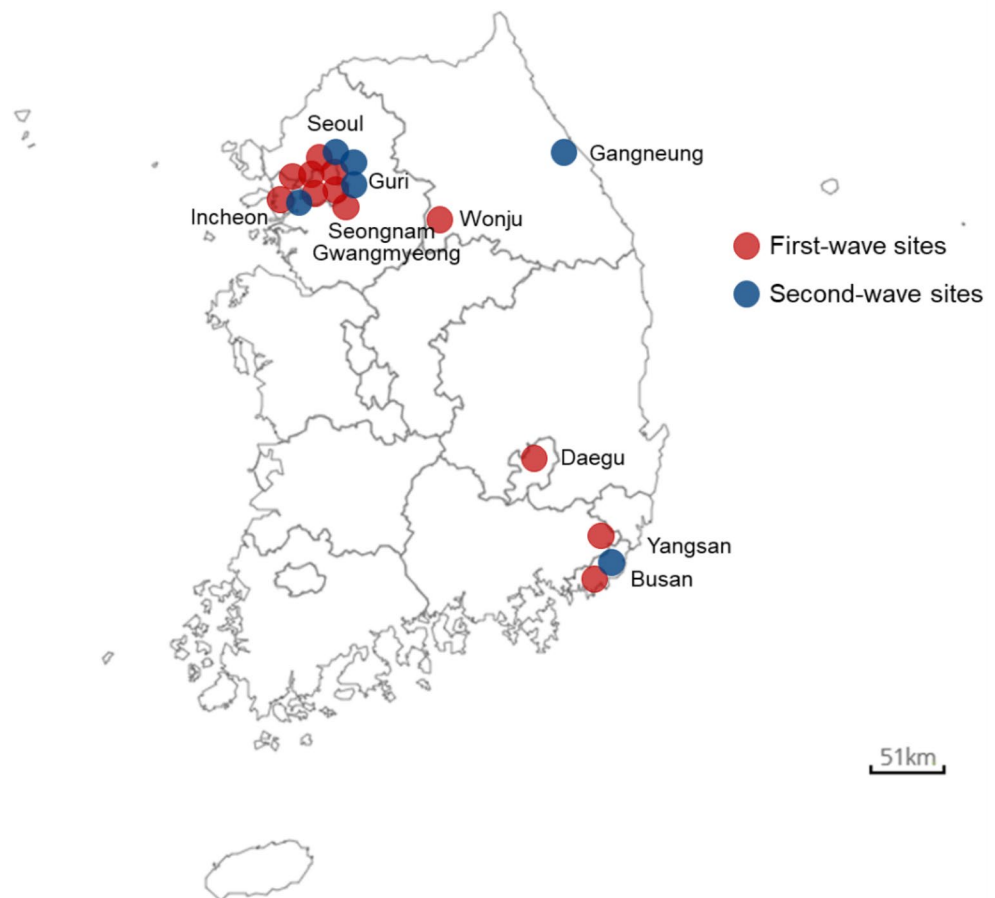 Seoul
Gangneung
Guri
Incheon
Wonju
Seongnam
Gwangmyeong
First-wave sites
Second-wave sites
Daegu
Yangsan
Busan
51km